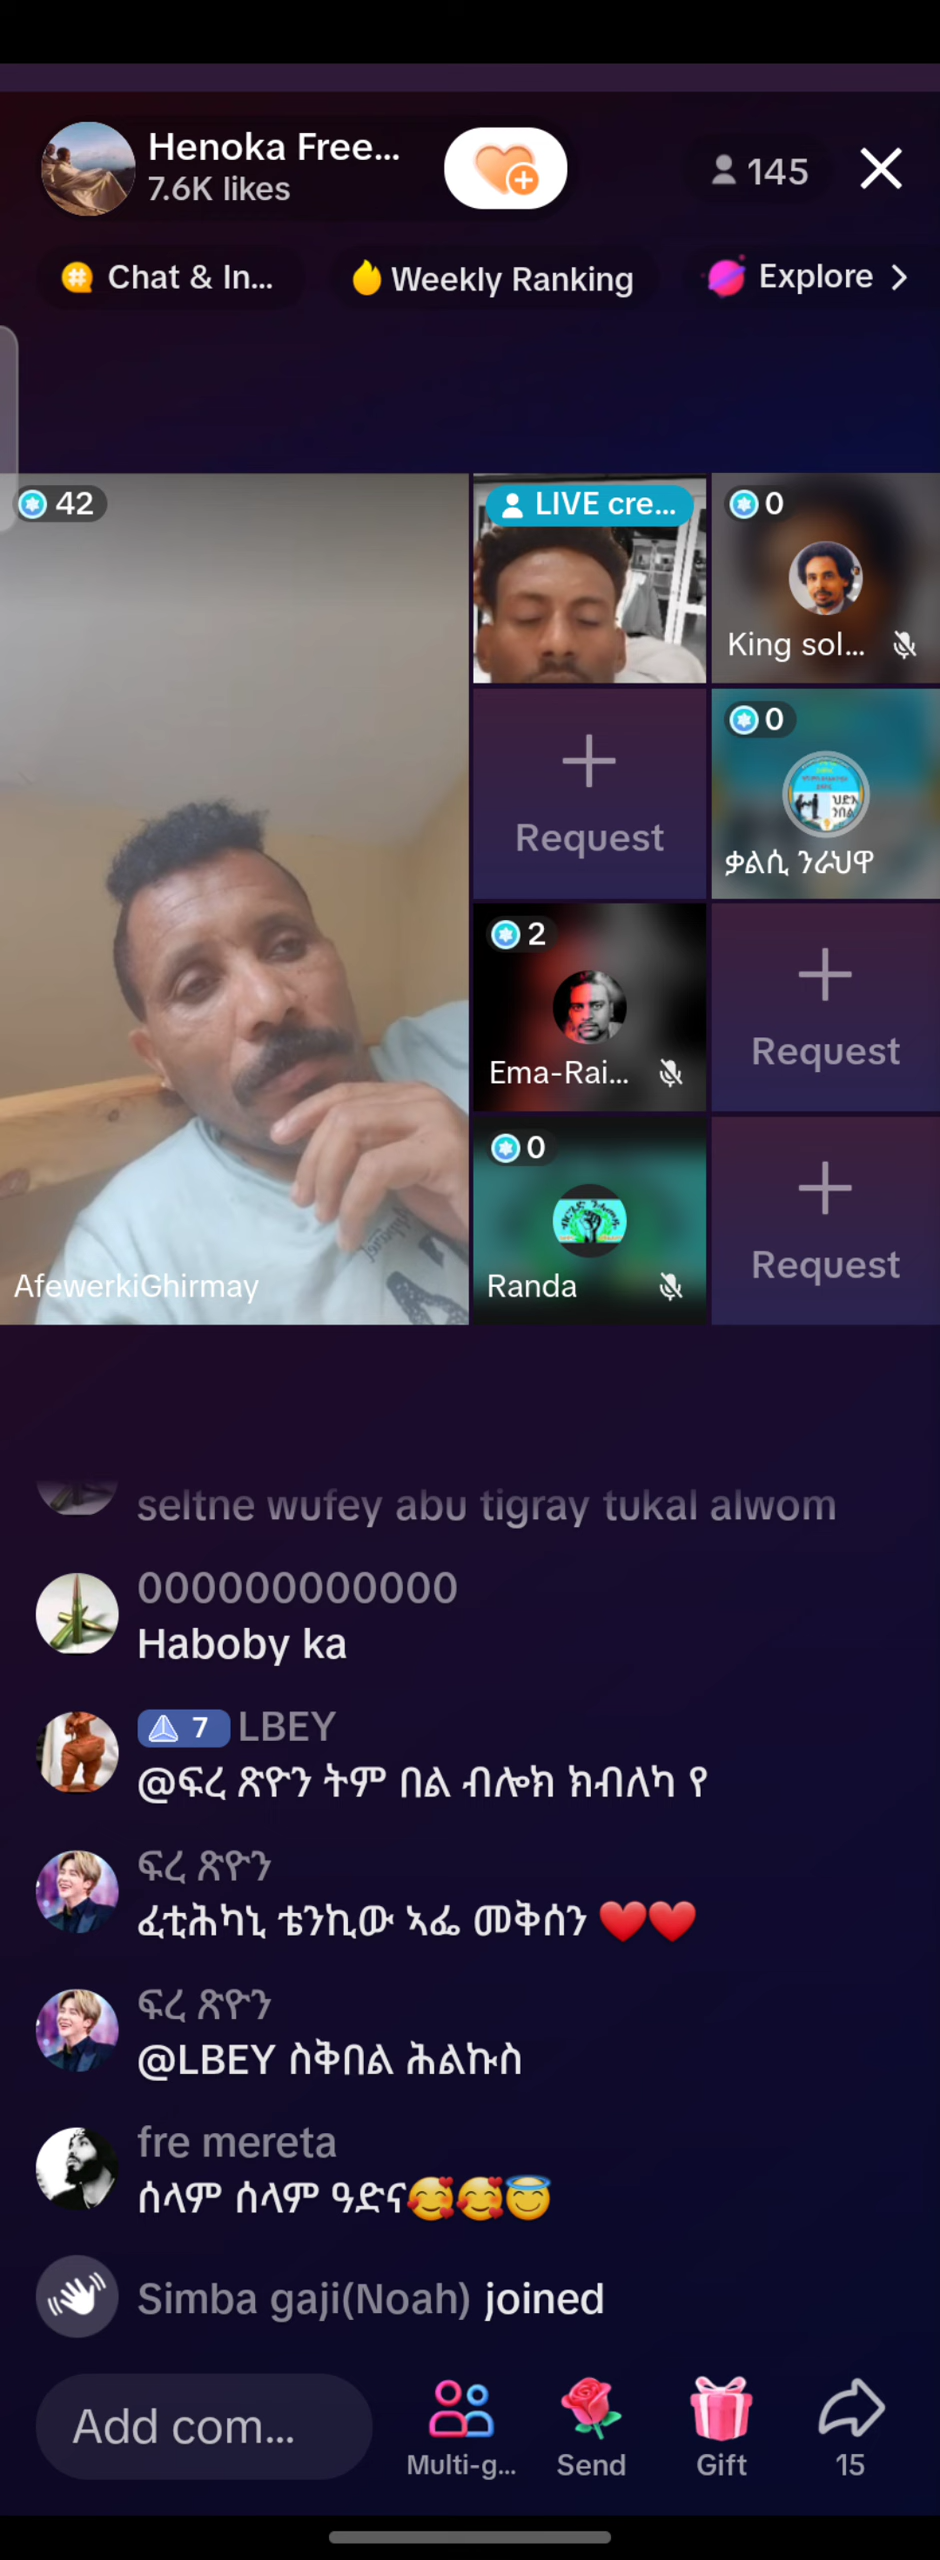 Henoka Free...
7.6K likes
145
Chat & In...
Weekly Ranking
Explore
42
LIVE cre...
0
King sol...
Request
0
ህድእ
ንበል
ቃልሲ ንራህዋ
2
Ema-Rai...
Request
0
Randa
Request
AfewerkiGhirmay
seltne wufey abu tigray tukal alwom
000000000000
Haboby ka
7 LBEY
@ፍረ ጽዮን ትም በል ብሎክ ክብለካ የ
ፍረ ጽዮን
ፈቲሕካኒ ቴንኪው ኣፌ መቅሰን ❤️❤️
ፍረ ጽዮን
@LBEY ስቅበል ሕልኩስ
fre mereta
ሰላም ሰላም ዓድና🥰🥰😇
Simba gaji(Noah) joined
Add com...
Multi-g...
Send
Gift
15